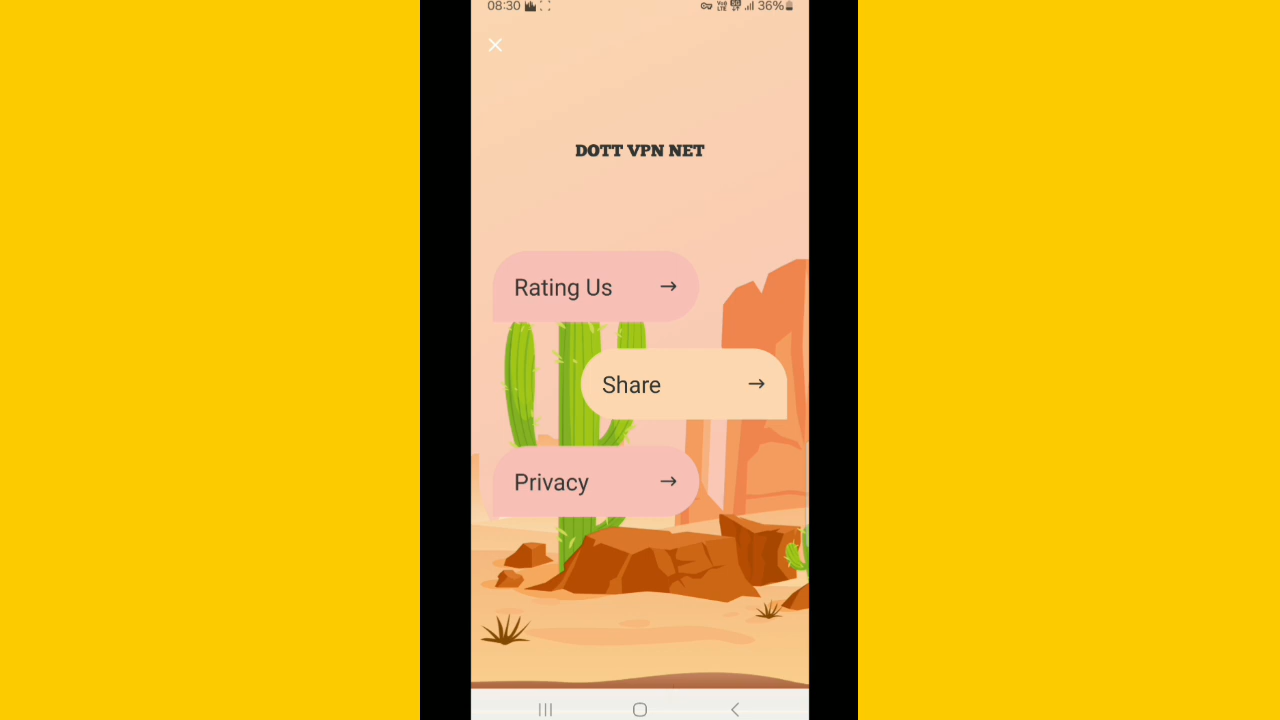 08:30 36%
DOTT VPN NET
Rating Us →
Share →
Privacy →